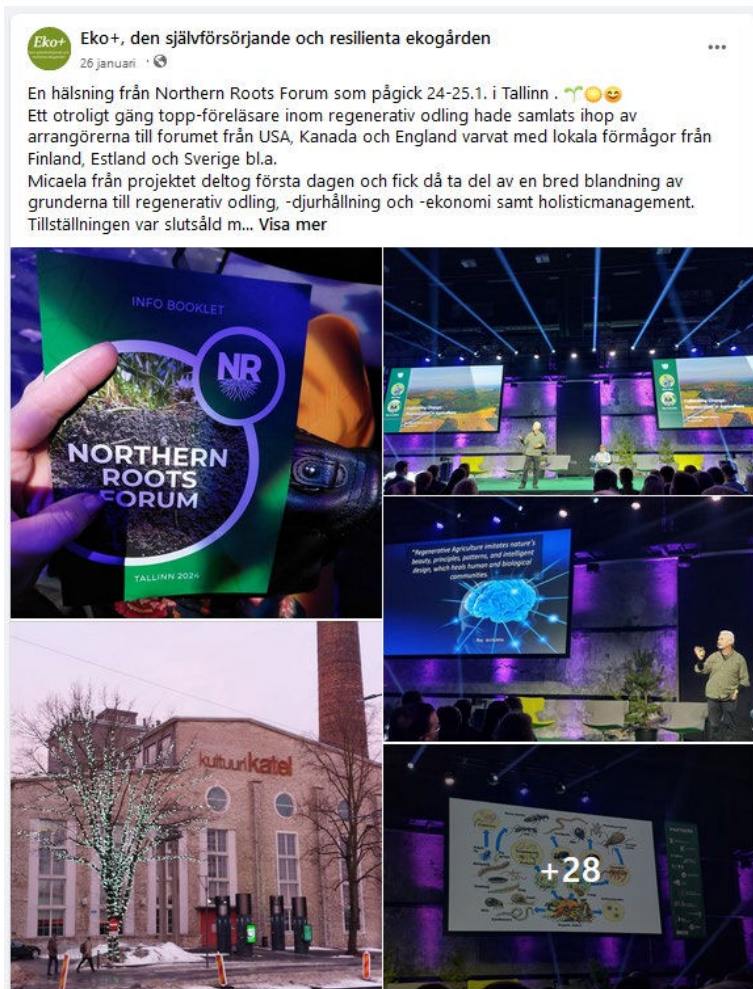 Eko+
Eko+, den självförsörjande och resilienta ekogården
26 januari
En hälsning från Northern Roots Forum som pågick 24-25.1. i Tallinn . 🌱🌞😊
Ett otroligt gäng topp-föreläsare inom regenerativ odling hade samlats ihop av
arrangörerna till forumet från USA, Kanada och England varvat med lokala förmågor från
Finland, Estland och Sverige bl.a.
Micaela från projektet deltog första dagen och fick då ta del av en bred blandning av
grunderna till regenerativ odling, -djurhållning och -ekonomi samt holisticmanagement.
Tillställningen var slutsåld m... Visa mer
INFO BOOKLET
NR
NORTHERN
ROOTS
FORUM
TALLINN 2024
"Regenerative Agriculture imitates nature's
beauty, principles, patterns, and intelligent
design, which heals human and biological
communities.
kultuurikatel
+28